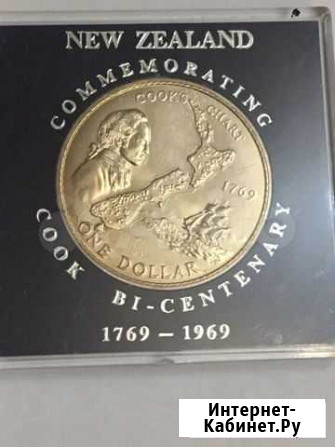 NEW ZEALAND
COMMEMORATING
COOK'S CHART
1769
ONE DOLLAR
COOK BI-CENTENARY
1769 – 1969
Интернет-
Кабинет.Ру